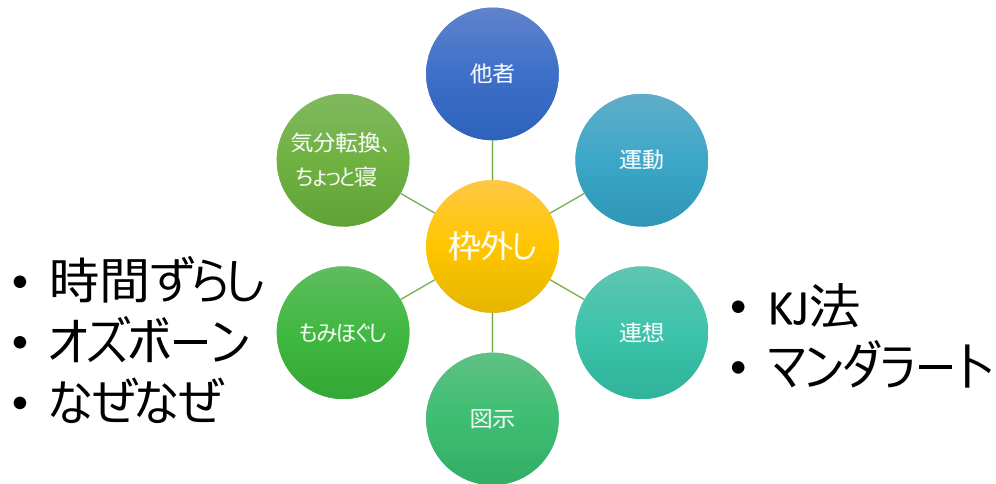 他者
気分転換、
ちょっと寝
運動
枠外し
• 時間ずらし
• オズボーン
• なぜなぜ
もみほぐし
連想
• KJ法
• マンダラート
図示